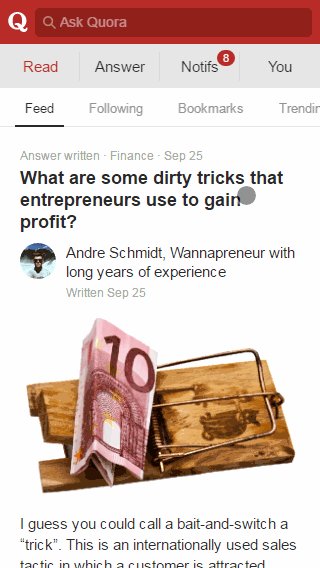 Q Ask Quora
Read Answer Notifs 8 You
Feed Following Bookmarks Trendin
Answer written · Finance · Sep 25
What are some dirty tricks that
entrepreneurs use to gain
profit?
Andre Schmidt, Wannapreneur with
long years of experience
Written Sep 25
10
I guess you could call a bait-and-switch a
“trick”. This is an internationally used sales
tactic in which a customer is attracted